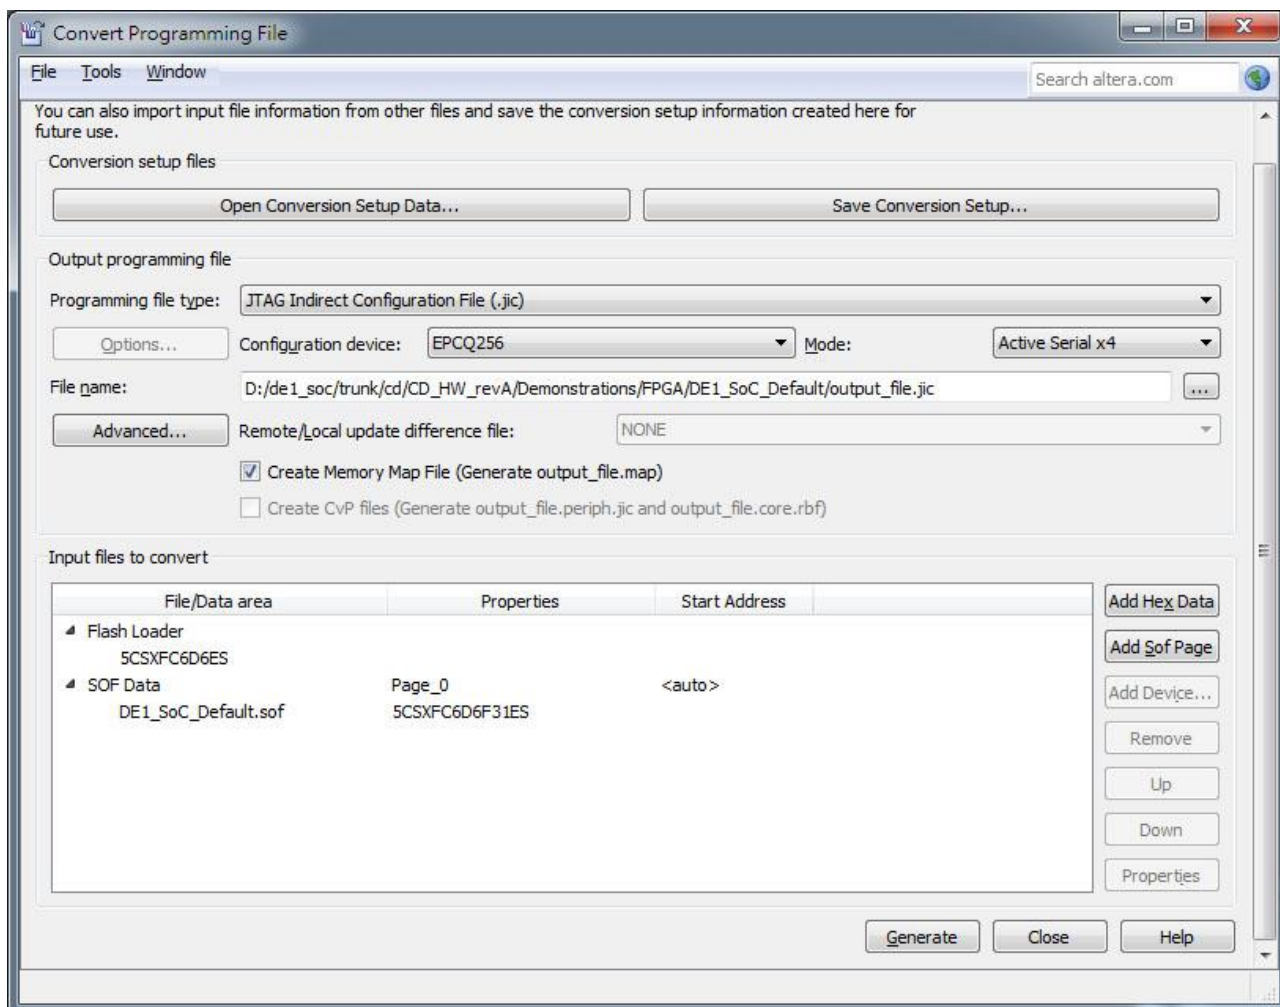 Convert Programming File
File Tools Window Search altera.com
You can also import input file information from other files and save the conversion setup information created here for
future use.
Conversion setup files
Open Conversion Setup Data... Save Conversion Setup...
Output programming file
Programming file type: JTAG Indirect Configuration File (.jic)
Options... Configuration device: EPCQ256 Mode: Active Serial x4
File name: D:/de1_soc/trunk/cd/CD_HW_revA/Demonstrations/FPGA/DE1_SoC_Default/output_file.jic ...
Advanced... Remote/Local update difference file: NONE
Create Memory Map File (Generate output_file.map)
Create CvP files (Generate output_file.periph.jic and output_file.core.rbf)
Input files to convert
File/Data area Properties Start Address Add Hex Data
Flash Loader
5CSXFC6D6ES Add Sof Page
SOF Data Page_0 <auto> Add Device...
DE1_SoC_Default.sof 5CSXFC6D6F31ES
Remove
Up
Down
Properties
Generate Close Help